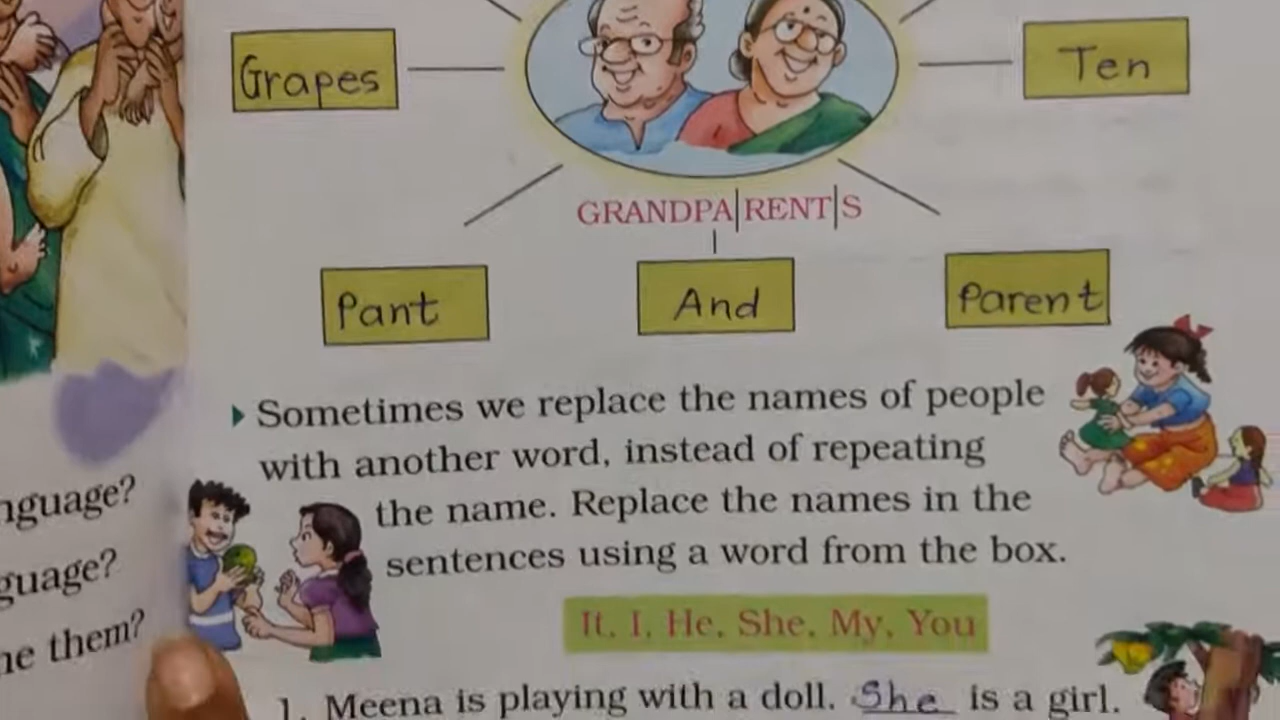 Grapes
Ten
GRANDPA|RENT|S
Pant
And
Parent
Sometimes we replace the names of people
with another word, instead of repeating
the name. Replace the names in the
sentences using a word from the box.
nguage?
guage?
ne them?
It, I, He, She, My, You
1. Meena is playing with a doll. She is a girl.